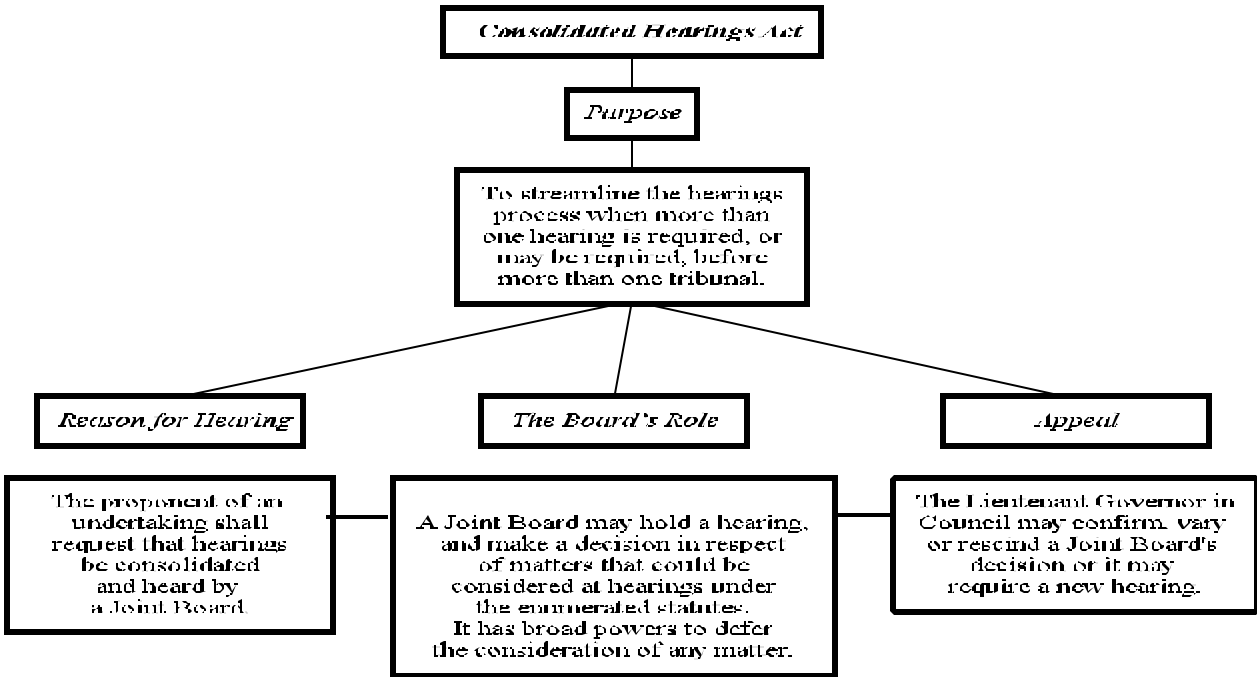 Consolidated Hearings Act
Purpose
To streamline the hearings
process when more than
one hearing is required, or
may be required, before
more than one tribunal.
Reason for Hearing
The Board's Role
Appeal
The proponent of an
undertaking shall
request that hearings
be consolidated
and heard by
a Joint Board.
A Joint Board may hold a hearing,
and make a decision in respect
of matters that could be
considered at hearings under
the enumerated statutes.
It has broad powers to defer
the consideration of any matter.
The Lieutenant Governor in
Council may confirm, vary
or rescind a Joint Board's
decision or it may
require a new hearing.